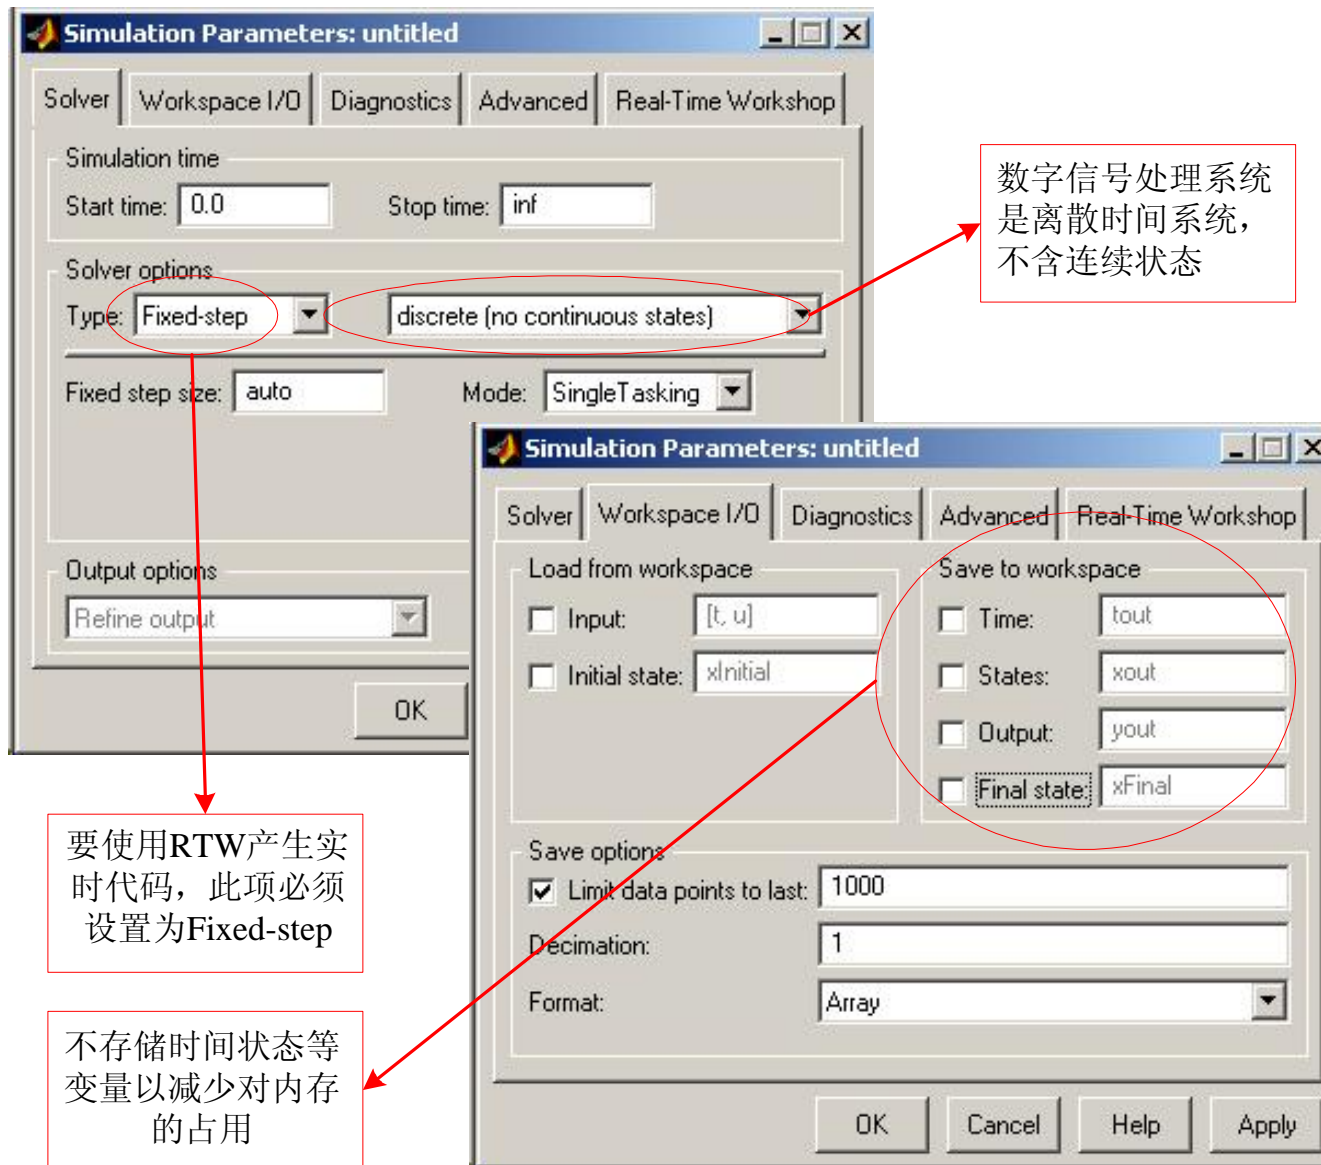 Simulation Parameters: untitled
Solver Workspace I/O Diagnostics Advanced Real-Time Workshop
Simulation time
Start time: 0.0 Stop time: inf
Solver options
Type: Fixed-step discrete (no continuous states)
Fixed step size: auto Mode: SingleTasking
Output options
Refine output
OK
数字信号处理系统
是离散时间系统，
不含连续状态
Simulation Parameters: untitled
Solver Workspace I/O Diagnostics Advanced Real-Time Workshop
Load from workspace
Input: [t, u]
Initial state: xInitial
Save to workspace
Time: tout
States: xout
Output: yout
Final state: xFinal
Save options
Limit data points to last: 1000
Decimation: 1
Format: Array
OK Cancel Help Apply
要使用RTW产生实
时代码，此项必须
设置为Fixed-step
不存储时间状态等
变量以减少对内存
的占用